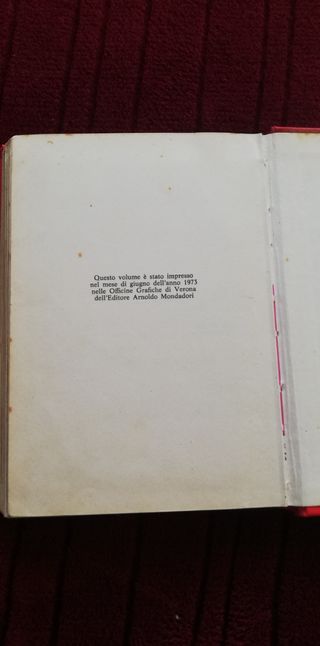 Questo volume è stato impresso
nel mese di giugno dell'anno 1973
nelle Officine Grafiche di Verona
dell'Editore Arnoldo Mondadori